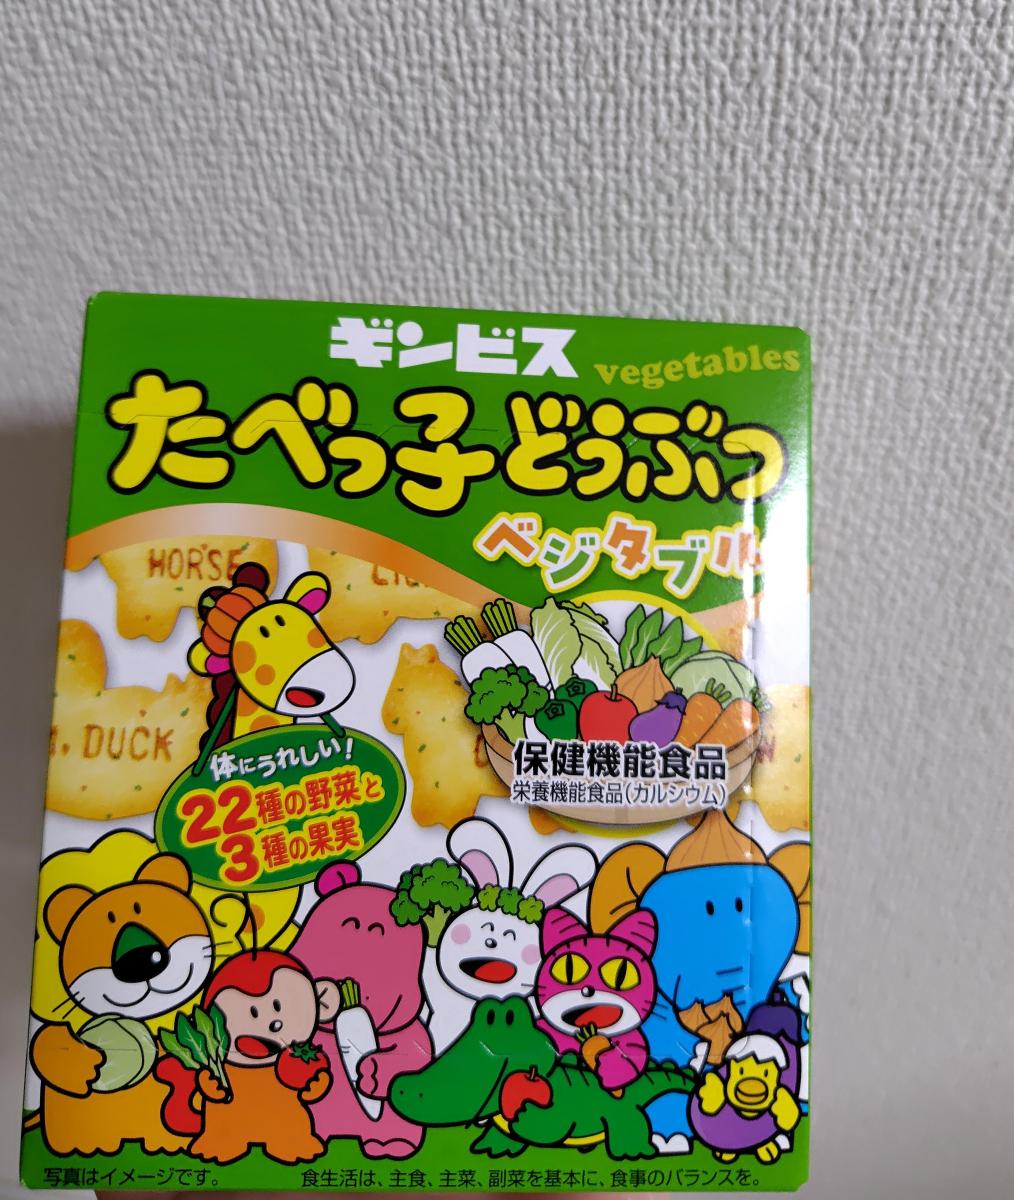 ギンビス
vegetables
たべっ子どうぶつ
ベジタブル
HORSE
DUCK
体にうれしい!
22種の野菜と
3種の果実
保健機能食品
栄養機能食品(カルシウム)
写真はイメージです。
食生活は、主食、主菜、副菜を基本に、食事のバランスを。